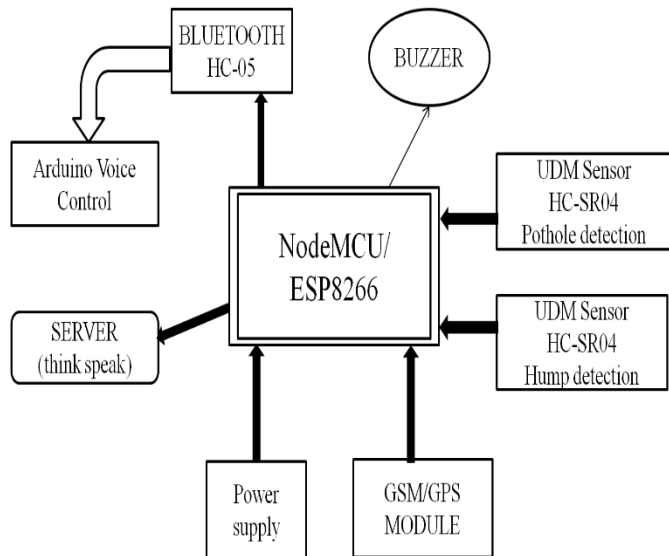 BLUETOOTH
HC-05
BUZZER
Arduino Voice
Control
UDM Sensor
HC-SR04
Pothole detection
NodeMCU/
ESP8266
SERVER
(think speak)
UDM Sensor
HC-SR04
Hump detection
Power
supply
GSM/GPS
MODULE